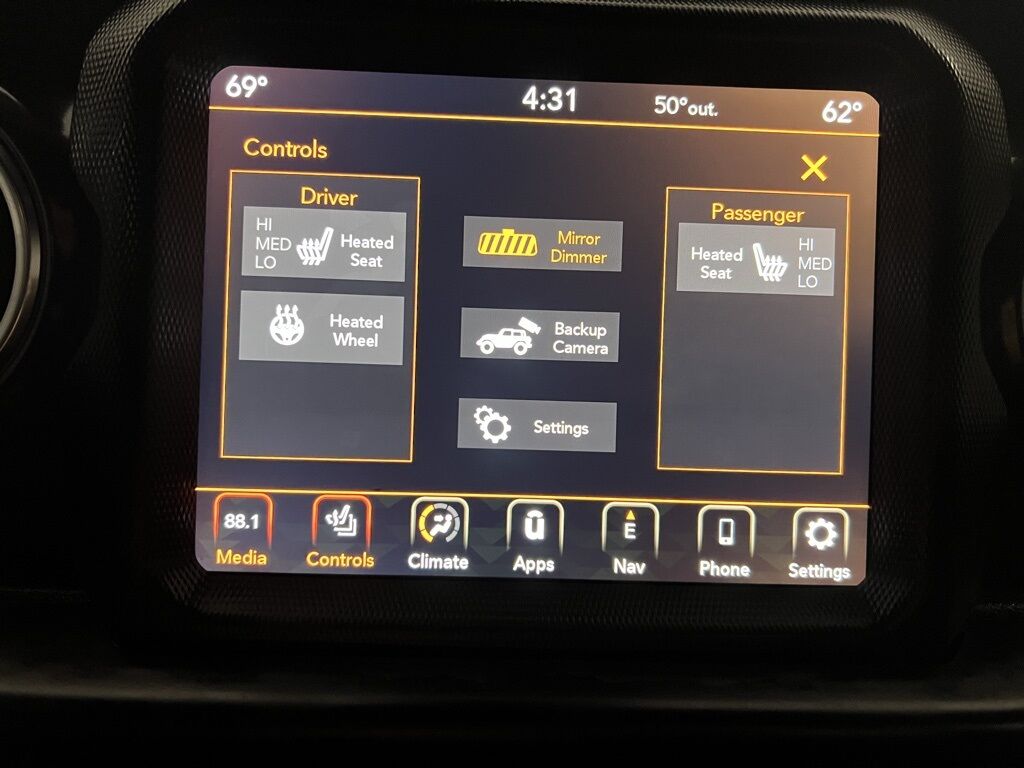 69° 4:31 50°out. 62°
Controls
Driver
HI
MED
LO
Heated
Seat
Heated
Wheel
Mirror
Dimmer
Backup
Camera
Settings
Passenger
Heated
Seat
HI
MED
LO
88.1
E
Media Controls Climate Apps Nav Phone Settings